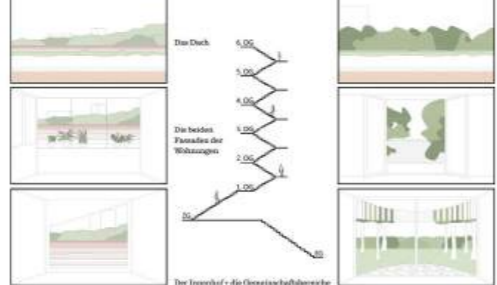 Das Dach
6. OG
5. OG
4. OG
Die beiden
Fassaden der
Wohnungen
3. OG
2. OG
1. OG
EG
EG
Der Innenhof + die Gemeinschaftsbereiche